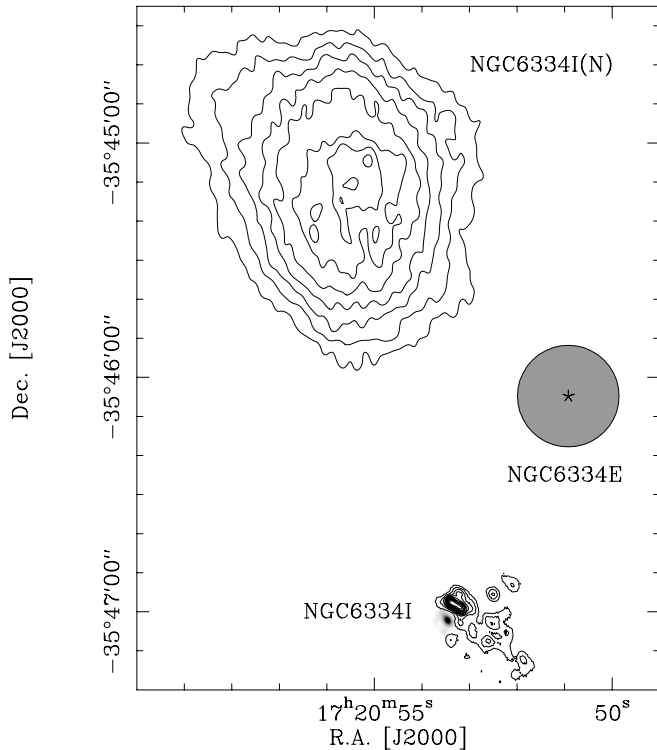 NGC6334I(N)
−35°45'00''
Dec. [J2000]
−35°46'00''
NGC6334E
−35°47'00''
NGC6334I
17ʰ20ᵐ55ˢ
50ˢ
R.A. [J2000]